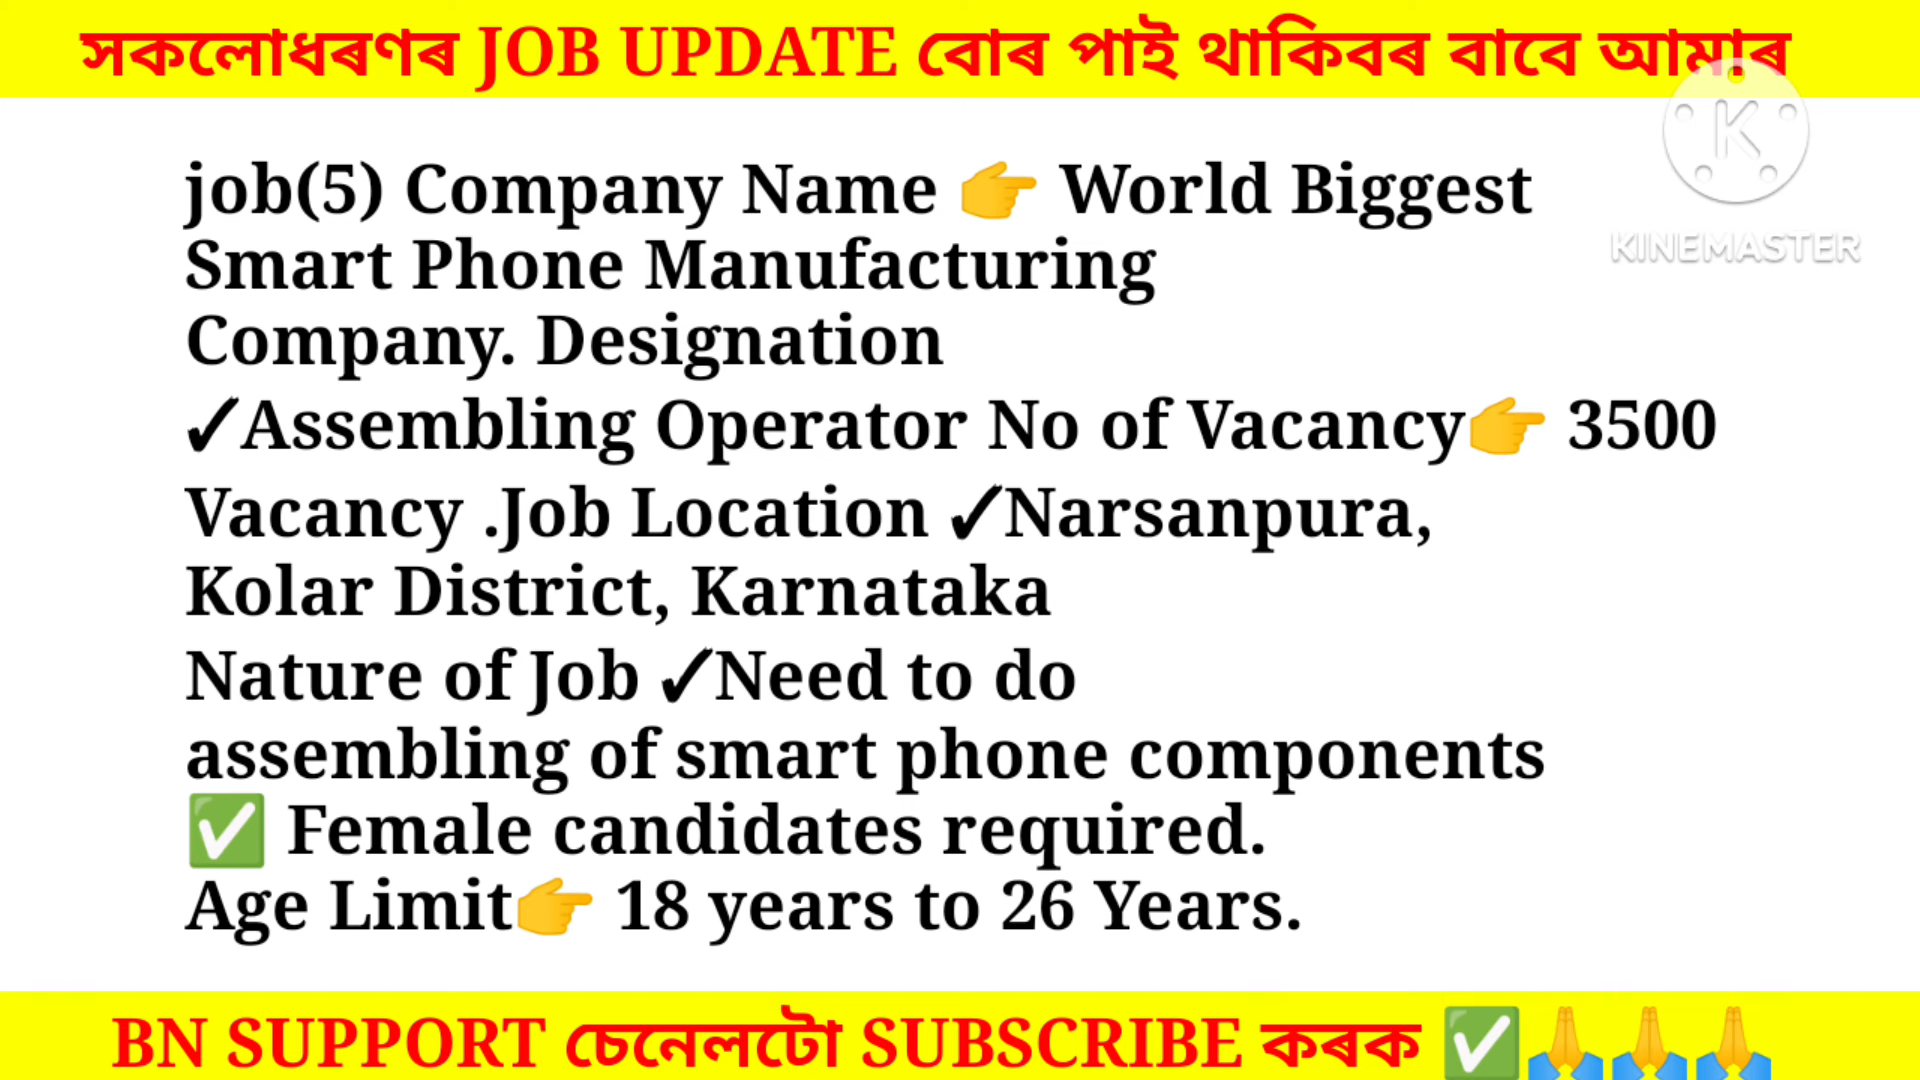 সকলোধৰণৰ JOB UPDATE বোৰ পাই থাকিবৰ বাবে আমাৰ
K
KINEMASTER
job(5) Company Name 👉 World Biggest
Smart Phone Manufacturing
Company. Designation
✓Assembling Operator No of Vacancy👉 3500
Vacancy .Job Location ✓Narsanpura,
Kolar District, Karnataka
Nature of Job ✓Need to do
assembling of smart phone components
✅ Female candidates required.
Age Limit👉 18 years to 26 Years.
BN SUPPORT চেনেলটো SUBSCRIBE কৰক ✅🙏🙏🙏